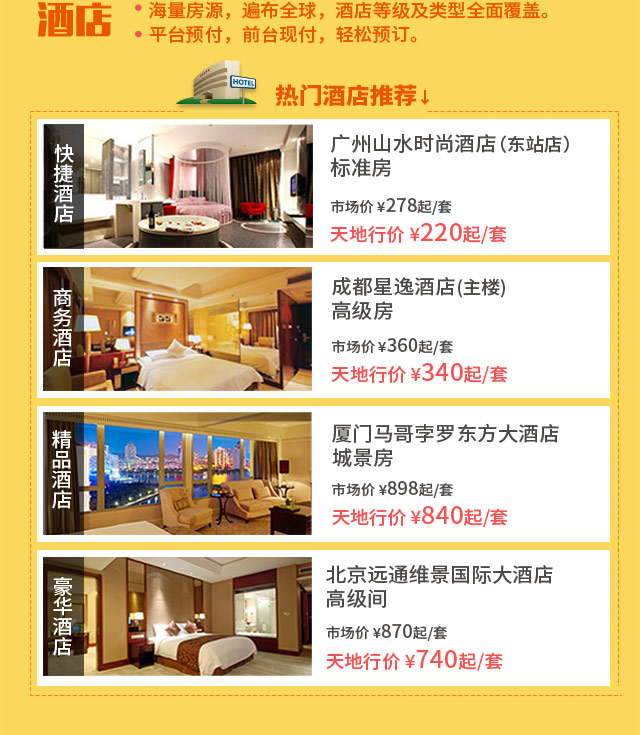 酒店
海量房源，遍布全球，酒店等级及类型全面覆盖。
平台预付，前台现付，轻松预订。
HOTEL
热门酒店推荐↓
快捷酒店
广州山水时尚酒店（东站店）
标准房
市场价 ¥278起/套
天地行价 ¥220起/套
商务酒店
成都星逸酒店(主楼)
高级房
市场价 ¥360起/套
天地行价 ¥340起/套
精品酒店
厦门马哥孛罗东方大酒店
城景房
市场价 ¥898起/套
天地行价 ¥840起/套
豪华酒店
北京远通维景国际大酒店
高级间
市场价 ¥870起/套
天地行价 ¥740起/套